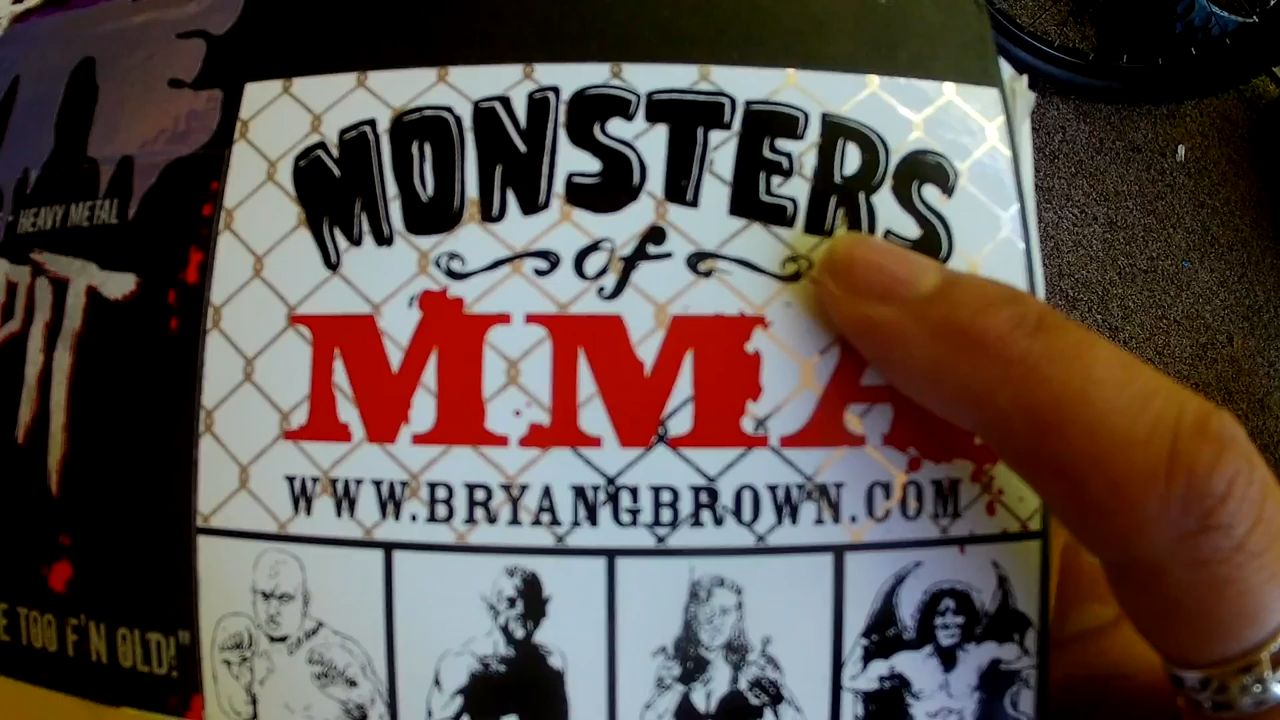 MONSTERS
of
MMA
WWW.BRYANGBROWN.COM
HEAVY METAL
PIT
TOO F'N OLD!"